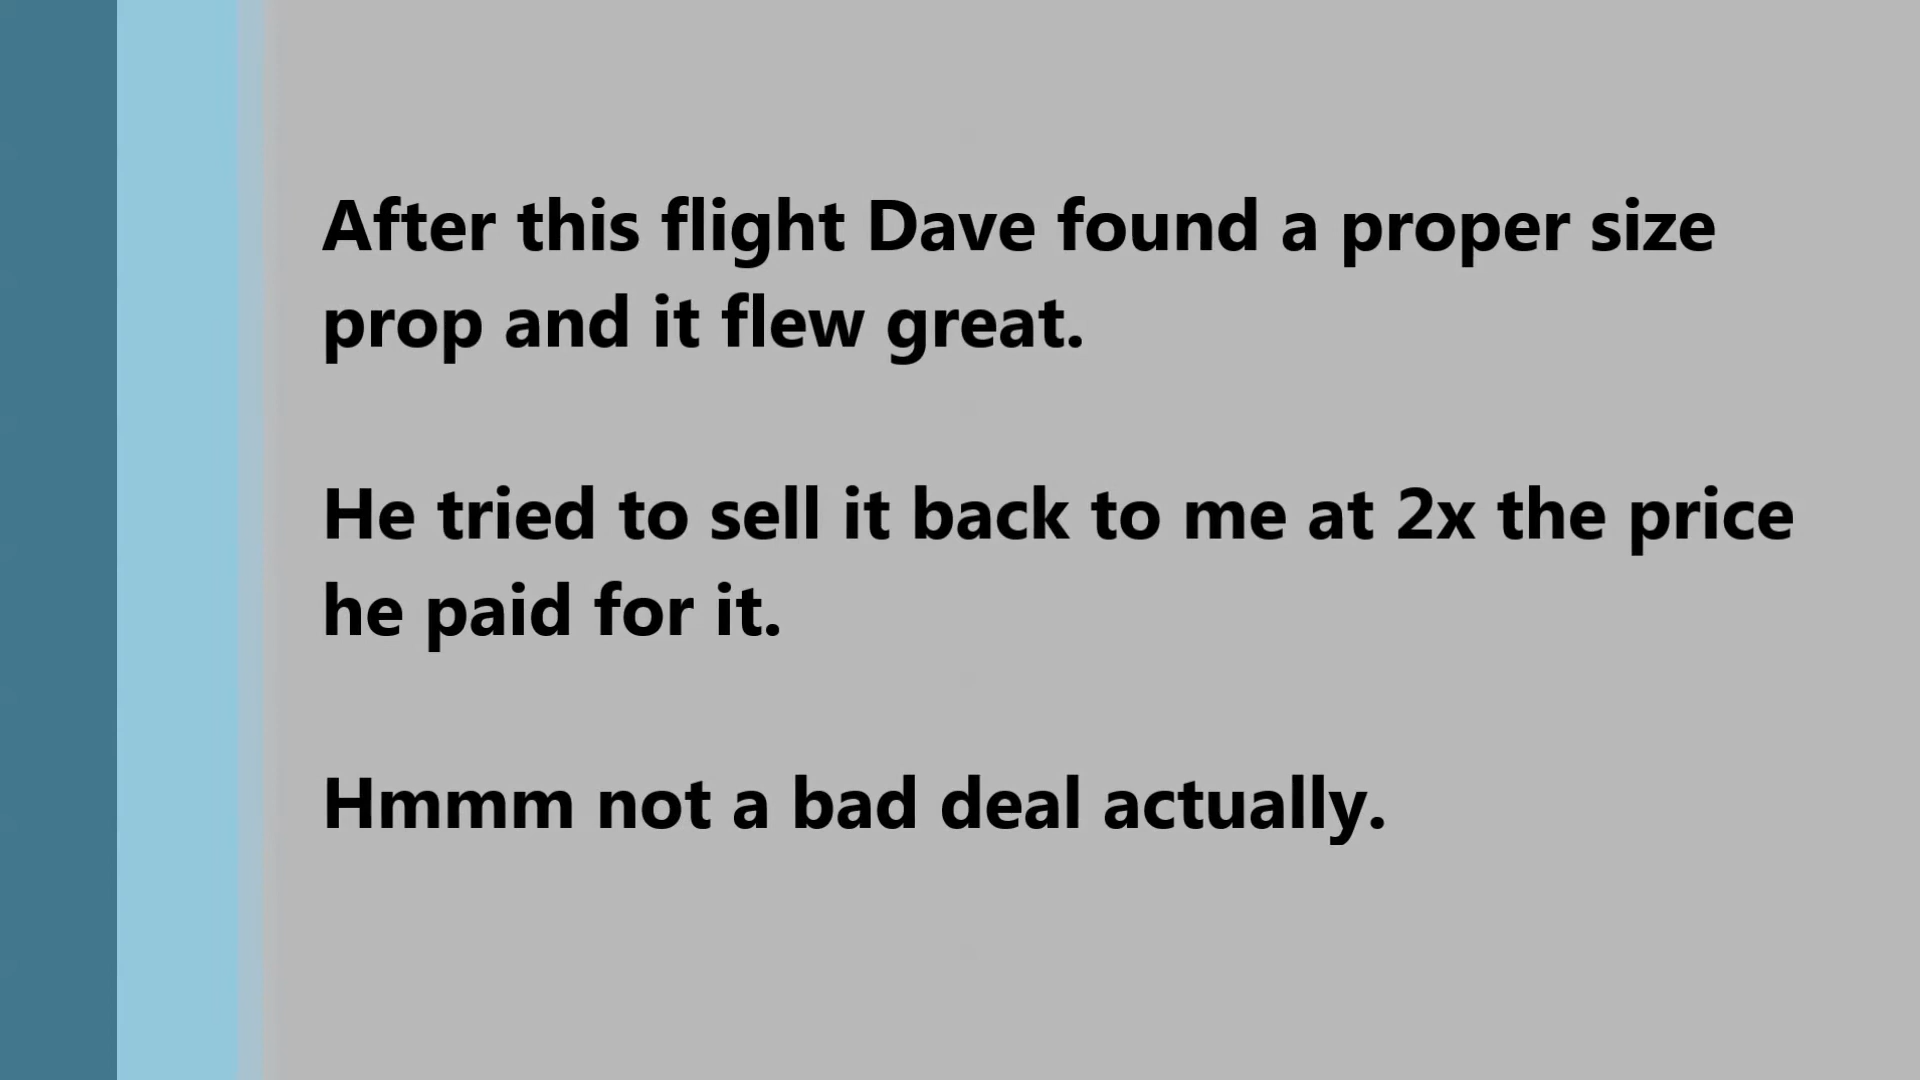 After this flight Dave found a proper size
prop and it flew great.
He tried to sell it back to me at 2x the price
he paid for it.
Hmmm not a bad deal actually.